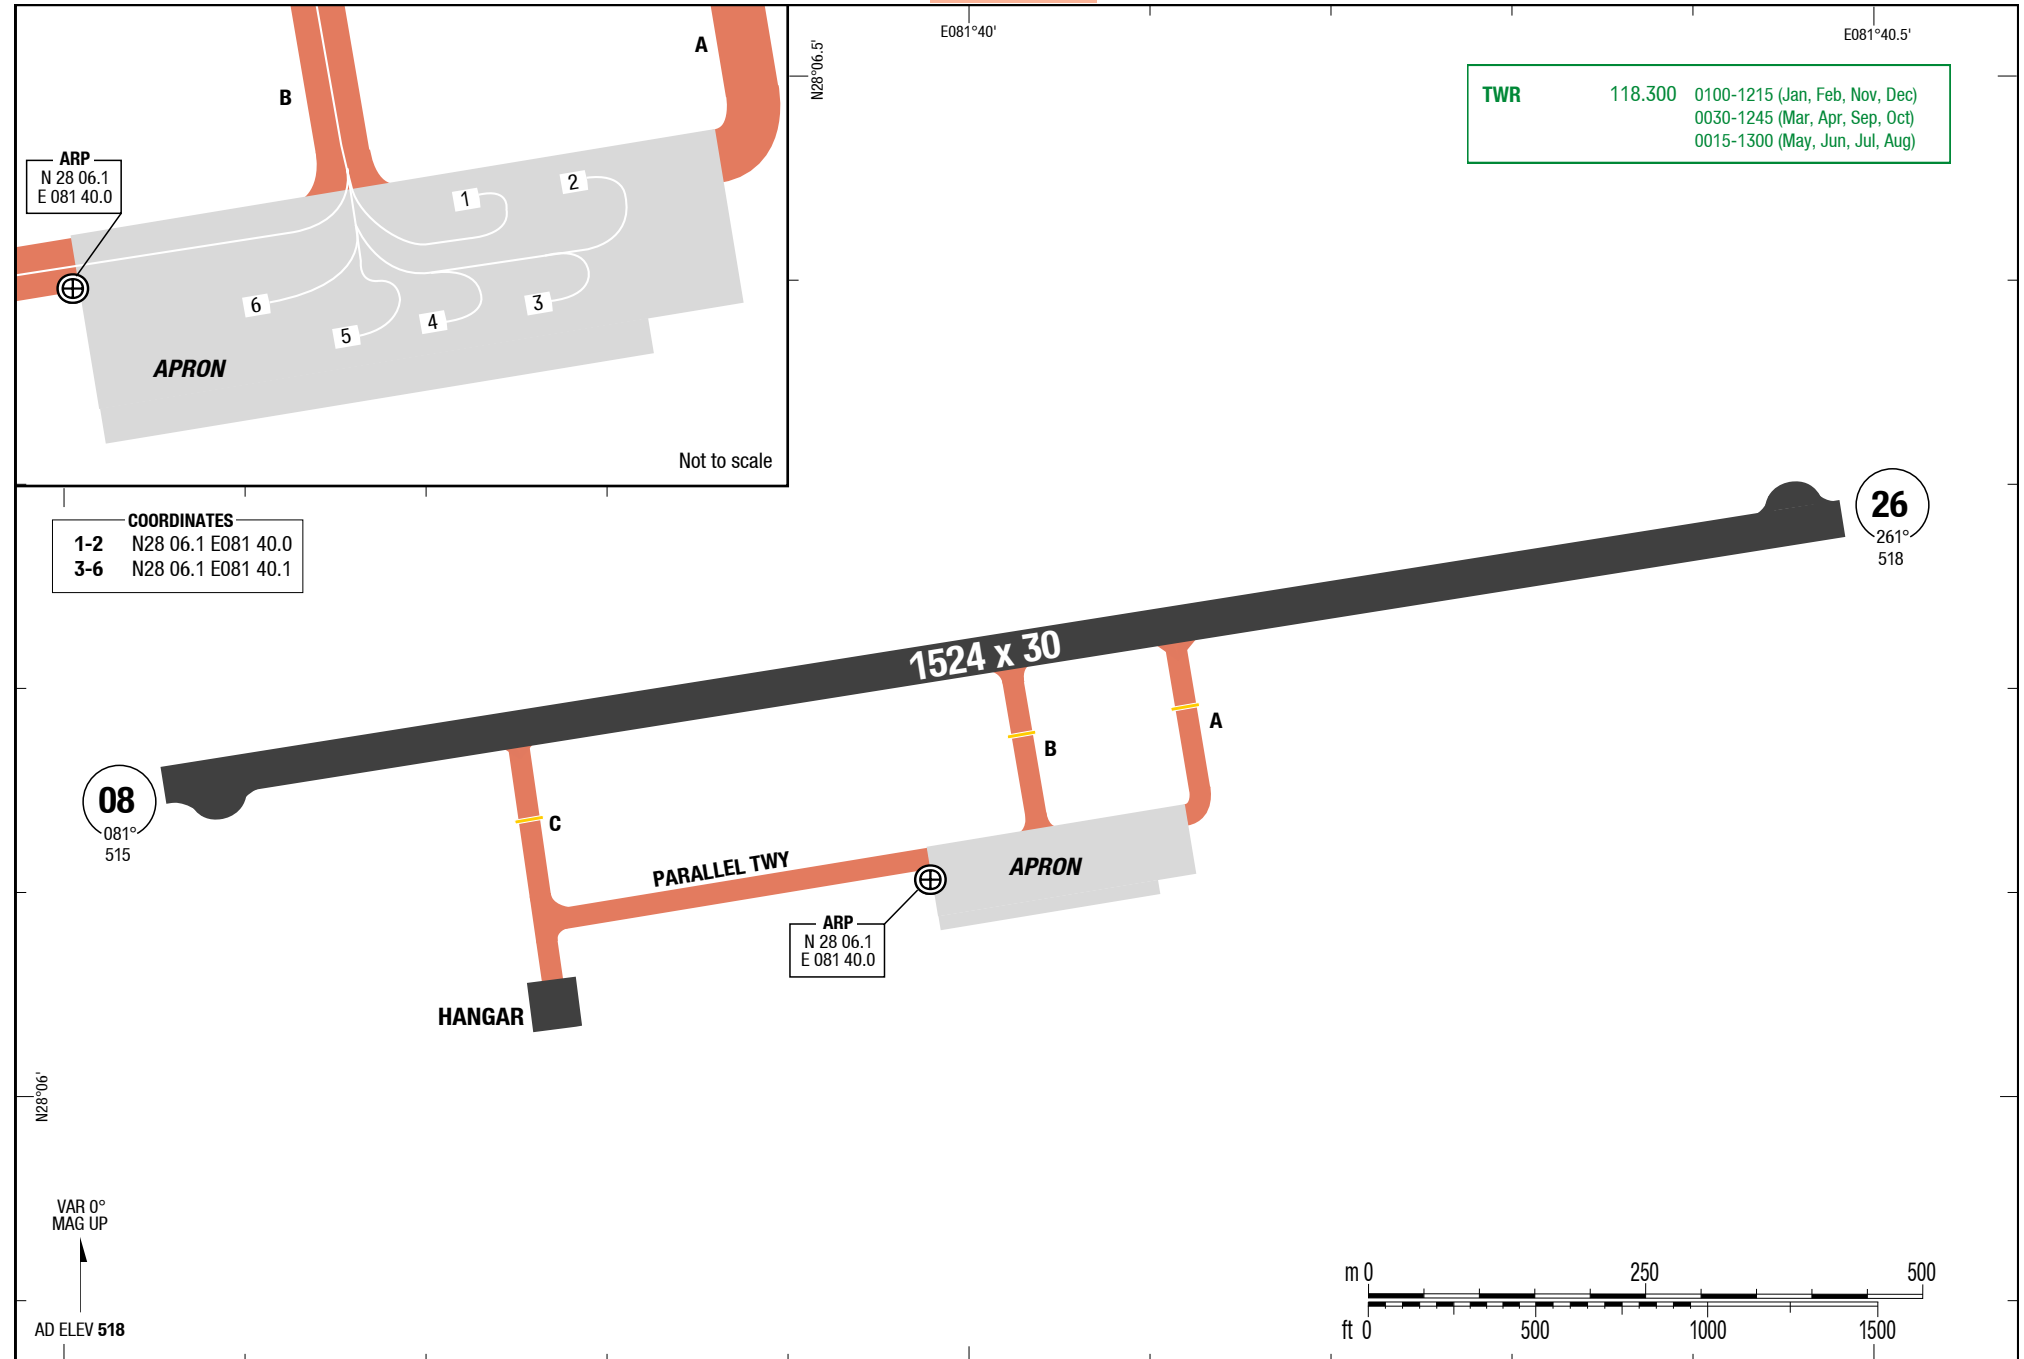 E081°40'
E081°40.5'
N28°06.5'
A
B
ARP
N 28 06.1
E 081 40.0
1
2
3
4
5
6
APRON
Not to scale
TWR 118.300 0100-1215 (Jan, Feb, Nov, Dec)
0030-1245 (Mar, Apr, Sep, Oct)
0015-1300 (May, Jun, Jul, Aug)
COORDINATES
1-2 N28 06.1 E081 40.0
3-6 N28 06.1 E081 40.1
26
261°
518
1524 x 30
A
B
08
081°
515
C
PARALLEL TWY
APRON
ARP
N 28 06.1
E 081 40.0
HANGAR
N28°06'
VAR 0°
MAG UP
AD ELEV 518
m 0 250 500
ft 0 500 1000 1500